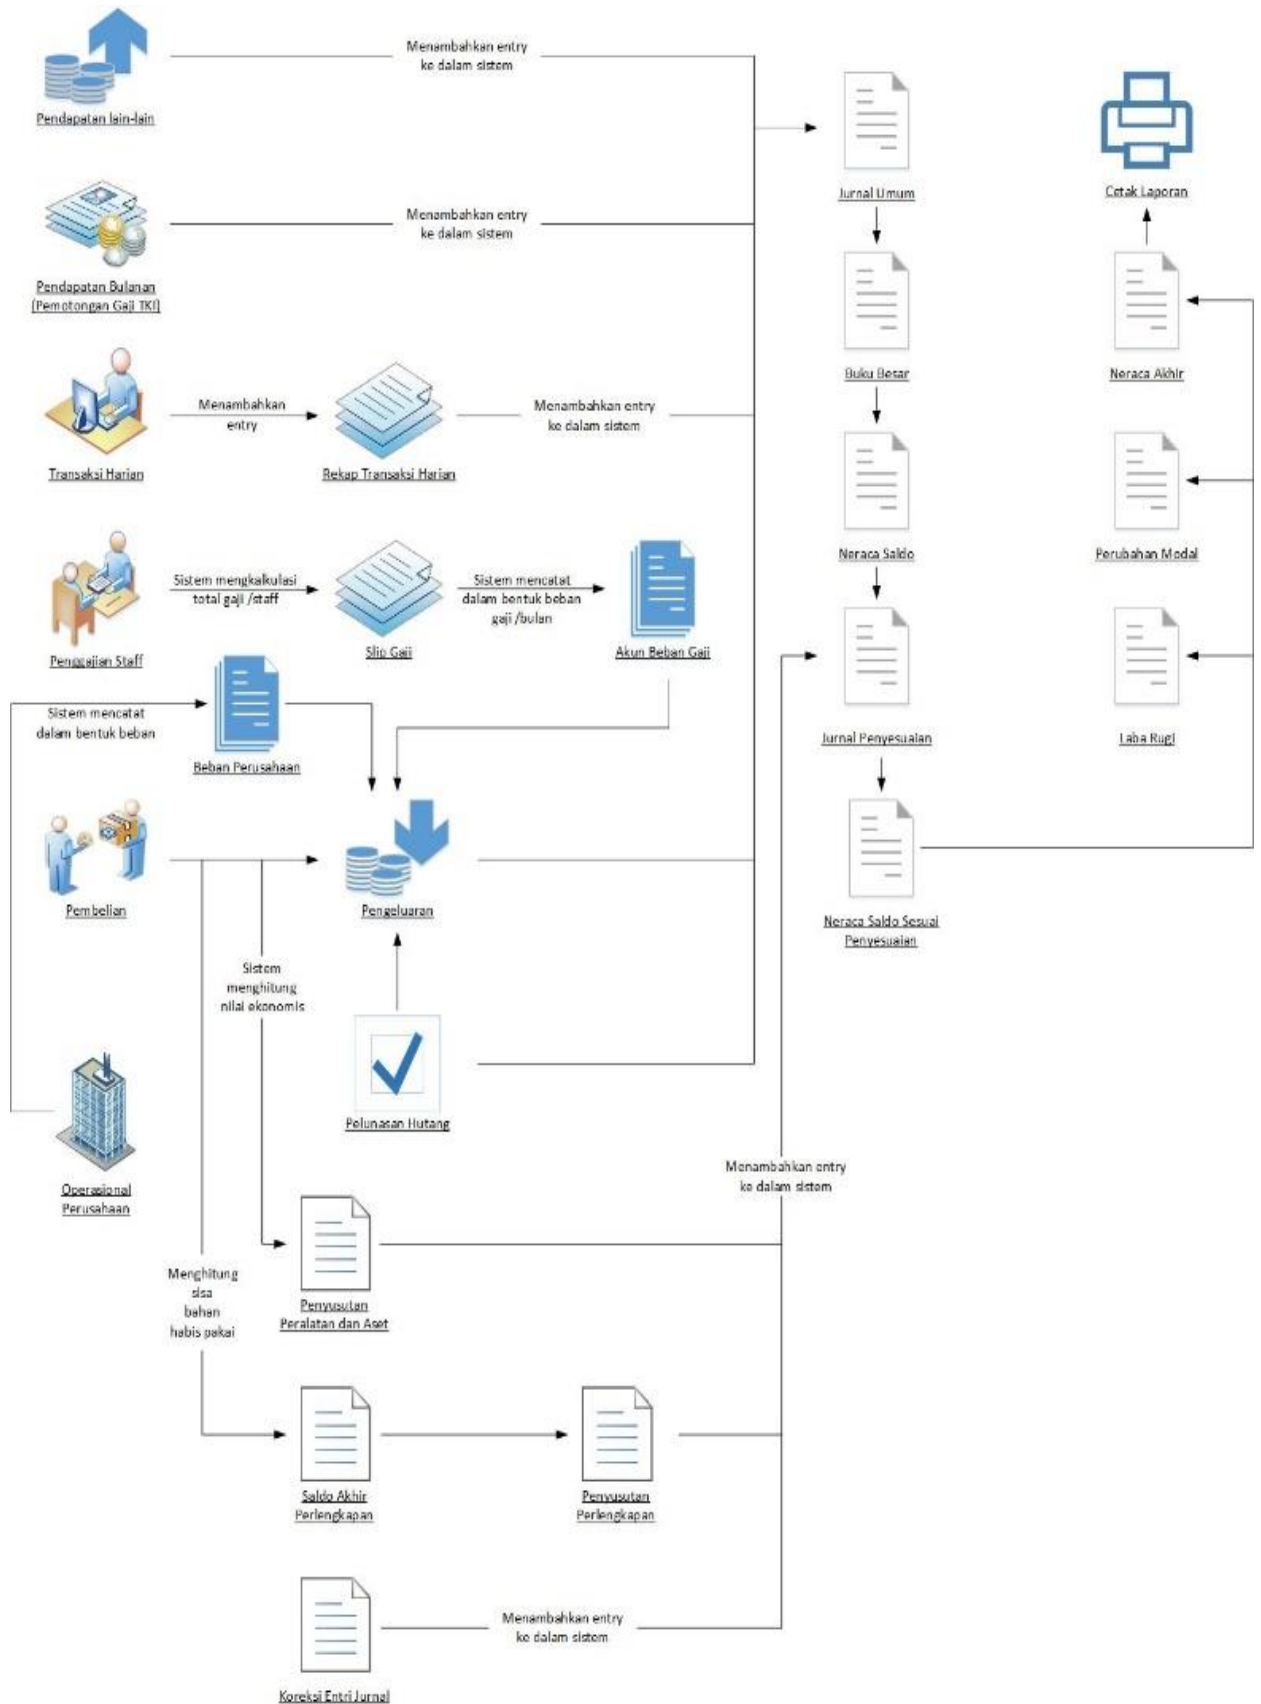 Menambahkan entry
ke dalam sistem
Pendapatan lain-lain
Jurnal Umum
Cetak Laporan
Menambahkan entry
ke dalam sistem
Pendapatan Bulanan
(Pemotongan Gaji TKI)
Buku Besar
Neraca Akhir
Menambahkan
entry
Menambahkan entry
ke dalam sistem
Transaksi Harian
Rekap Transaksi Harian
Neraca Saldo
Perubahan Modal
Sistem mengkalkulasi
total gaji /staff
Sistem mencatat
dalam bentuk beban
gaji /bulan
Penggajian Staff
Slip Gaji
Akun Beban Gaji
Sistem mencatat
dalam bentuk beban
Beban Perusahaan
Jurnal Penyesuaian
Laba Rugi
Pembelian
Pengeluaran
Neraca Saldo Sesuai
Penyesuaian
Sistem
menghitung
nilai ekonomis
Pelunasan Hutang
Operasional
Perusahaan
Menambahkan entry
ke dalam sistem
Menghitung
sisa
bahan
habis pakai
Penyusutan
Peralatan dan Aset
Saldo Akhir
Perlengkapan
Penyusutan
Perlengkapan
Menambahkan entry
ke dalam sistem
Koreksi Entri Jurnal